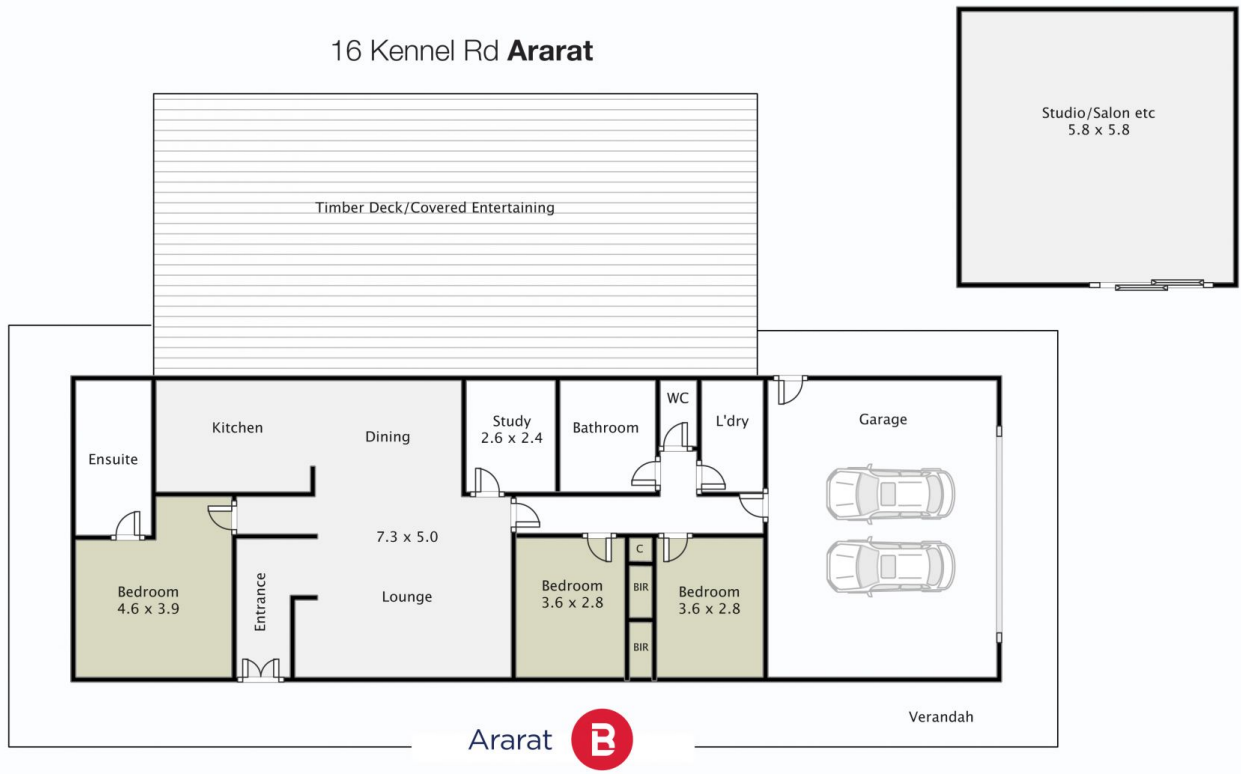 16 Kennel Rd Ararat
Studio/Salon etc
5.8 x 5.8
Timber Deck/Covered Entertaining
Ensuite
Kitchen
Dining
Study
2.6 x 2.4
Bathroom
WC
L'dry
Garage
7.3 x 5.0
Lounge
Bedroom
4.6 x 3.9
Entrance
Bedroom
3.6 x 2.8
C
BIR
BIR
Bedroom
3.6 x 2.8
Verandah
Ararat B